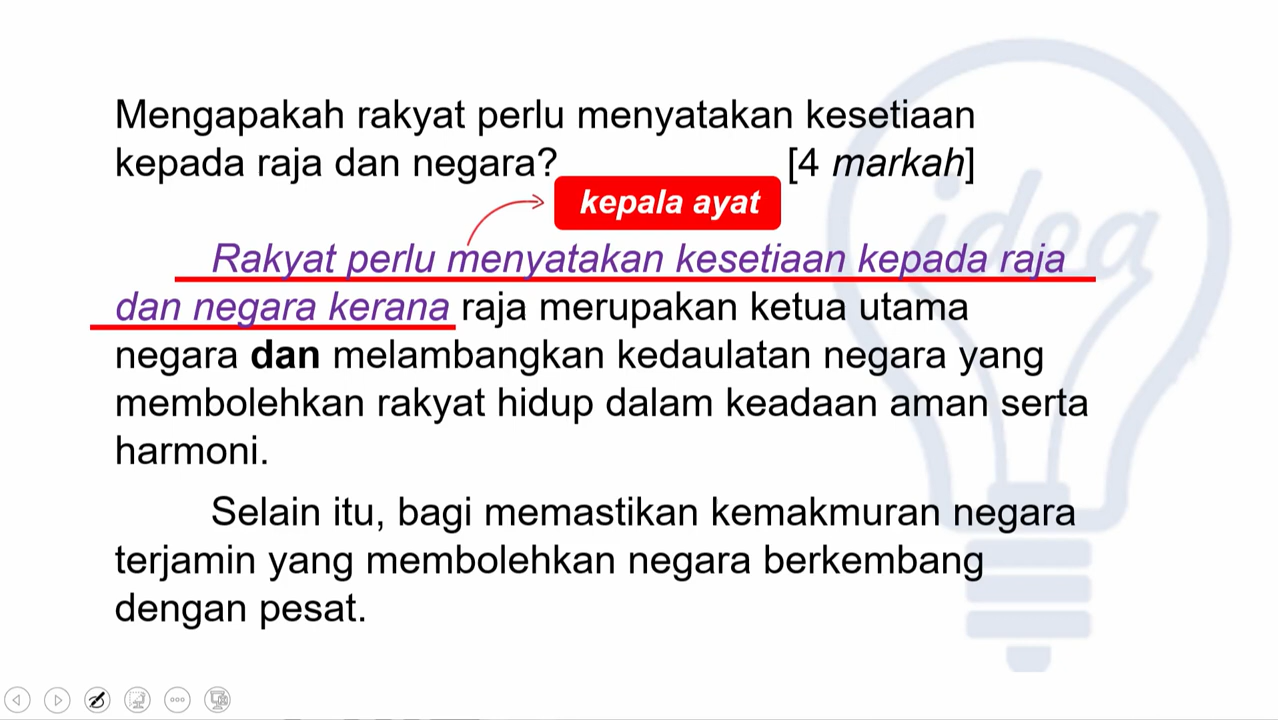 Mengapakah rakyat perlu menyatakan kesetiaan
kepada raja dan negara? [4 markah]
kepala ayat
Rakyat perlu menyatakan kesetiaan kepada raja
dan negara kerana raja merupakan ketua utama
negara dan melambangkan kedaulatan negara yang
membolehkan rakyat hidup dalam keadaan aman serta
harmoni.
Selain itu, bagi memastikan kemakmuran negara
terjamin yang membolehkan negara berkembang
dengan pesat.
idea